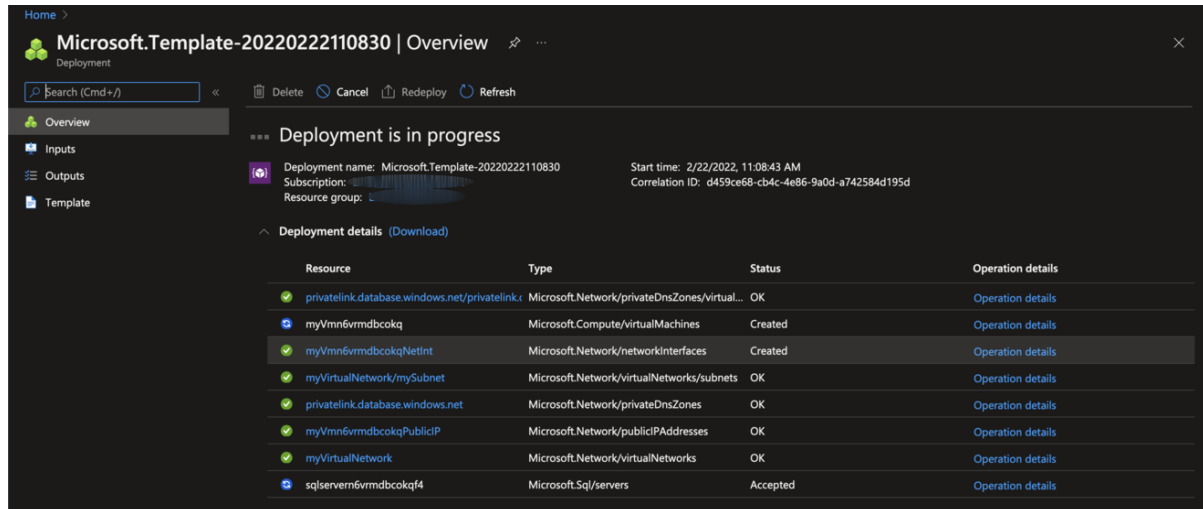 Home >
Microsoft.Template-20220222110830 | Overview ...
Deployment
Search (Cmd+/) «
Delete Cancel Redeploy Refresh
Overview
Inputs
Outputs
Template
Deployment is in progress
Deployment name: Microsoft.Template-20220222110830 Start time: 2/22/2022, 11:08:43 AM
Subscription: Correlation ID: d459ce68-cb4c-4e86-9a0d-a742584d195d
Resource group:
Deployment details (Download)
Resource Type Status Operation details
privatelink.database.windows.net/privatelink.c Microsoft.Network/privateDnsZones/virtual... OK Operation details
myVmn6vrmdbcokq Microsoft.Compute/virtualMachines Created Operation details
myVmn6vrmdbcokqNetInt Microsoft.Network/networkInterfaces Created Operation details
myVirtualNetwork/mySubnet Microsoft.Network/virtualNetworks/subnets OK Operation details
privatelink.database.windows.net Microsoft.Network/privateDnsZones OK Operation details
myVmn6vrmdbcokqPublicIP Microsoft.Network/publicIPAddresses OK Operation details
myVirtualNetwork Microsoft.Network/virtualNetworks OK Operation details
sqlservern6vrmdbcokqf4 Microsoft.Sql/servers Accepted Operation details